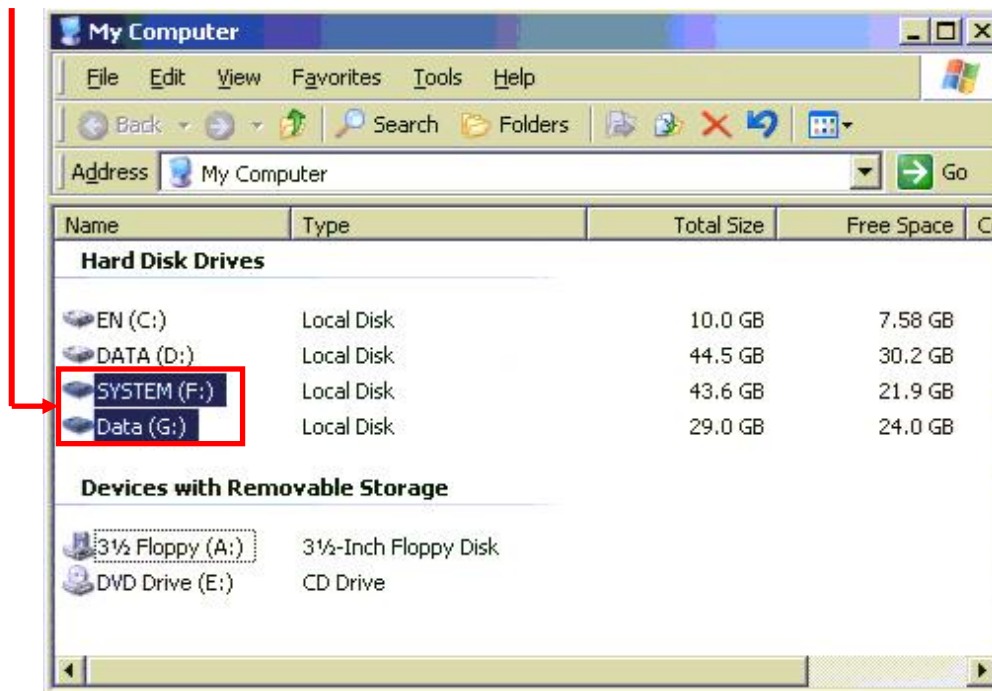 My Computer
File Edit View Favorites Tools Help
Back Search Folders
Address My Computer Go
Name Type Total Size Free Space C
Hard Disk Drives
EN (C:) Local Disk 10.0 GB 7.58 GB
DATA (D:) Local Disk 44.5 GB 30.2 GB
SYSTEM (F:) Local Disk 43.6 GB 21.9 GB
Data (G:) Local Disk 29.0 GB 24.0 GB
Devices with Removable Storage
3½ Floppy (A:) 3½-Inch Floppy Disk
DVD Drive (E:) CD Drive